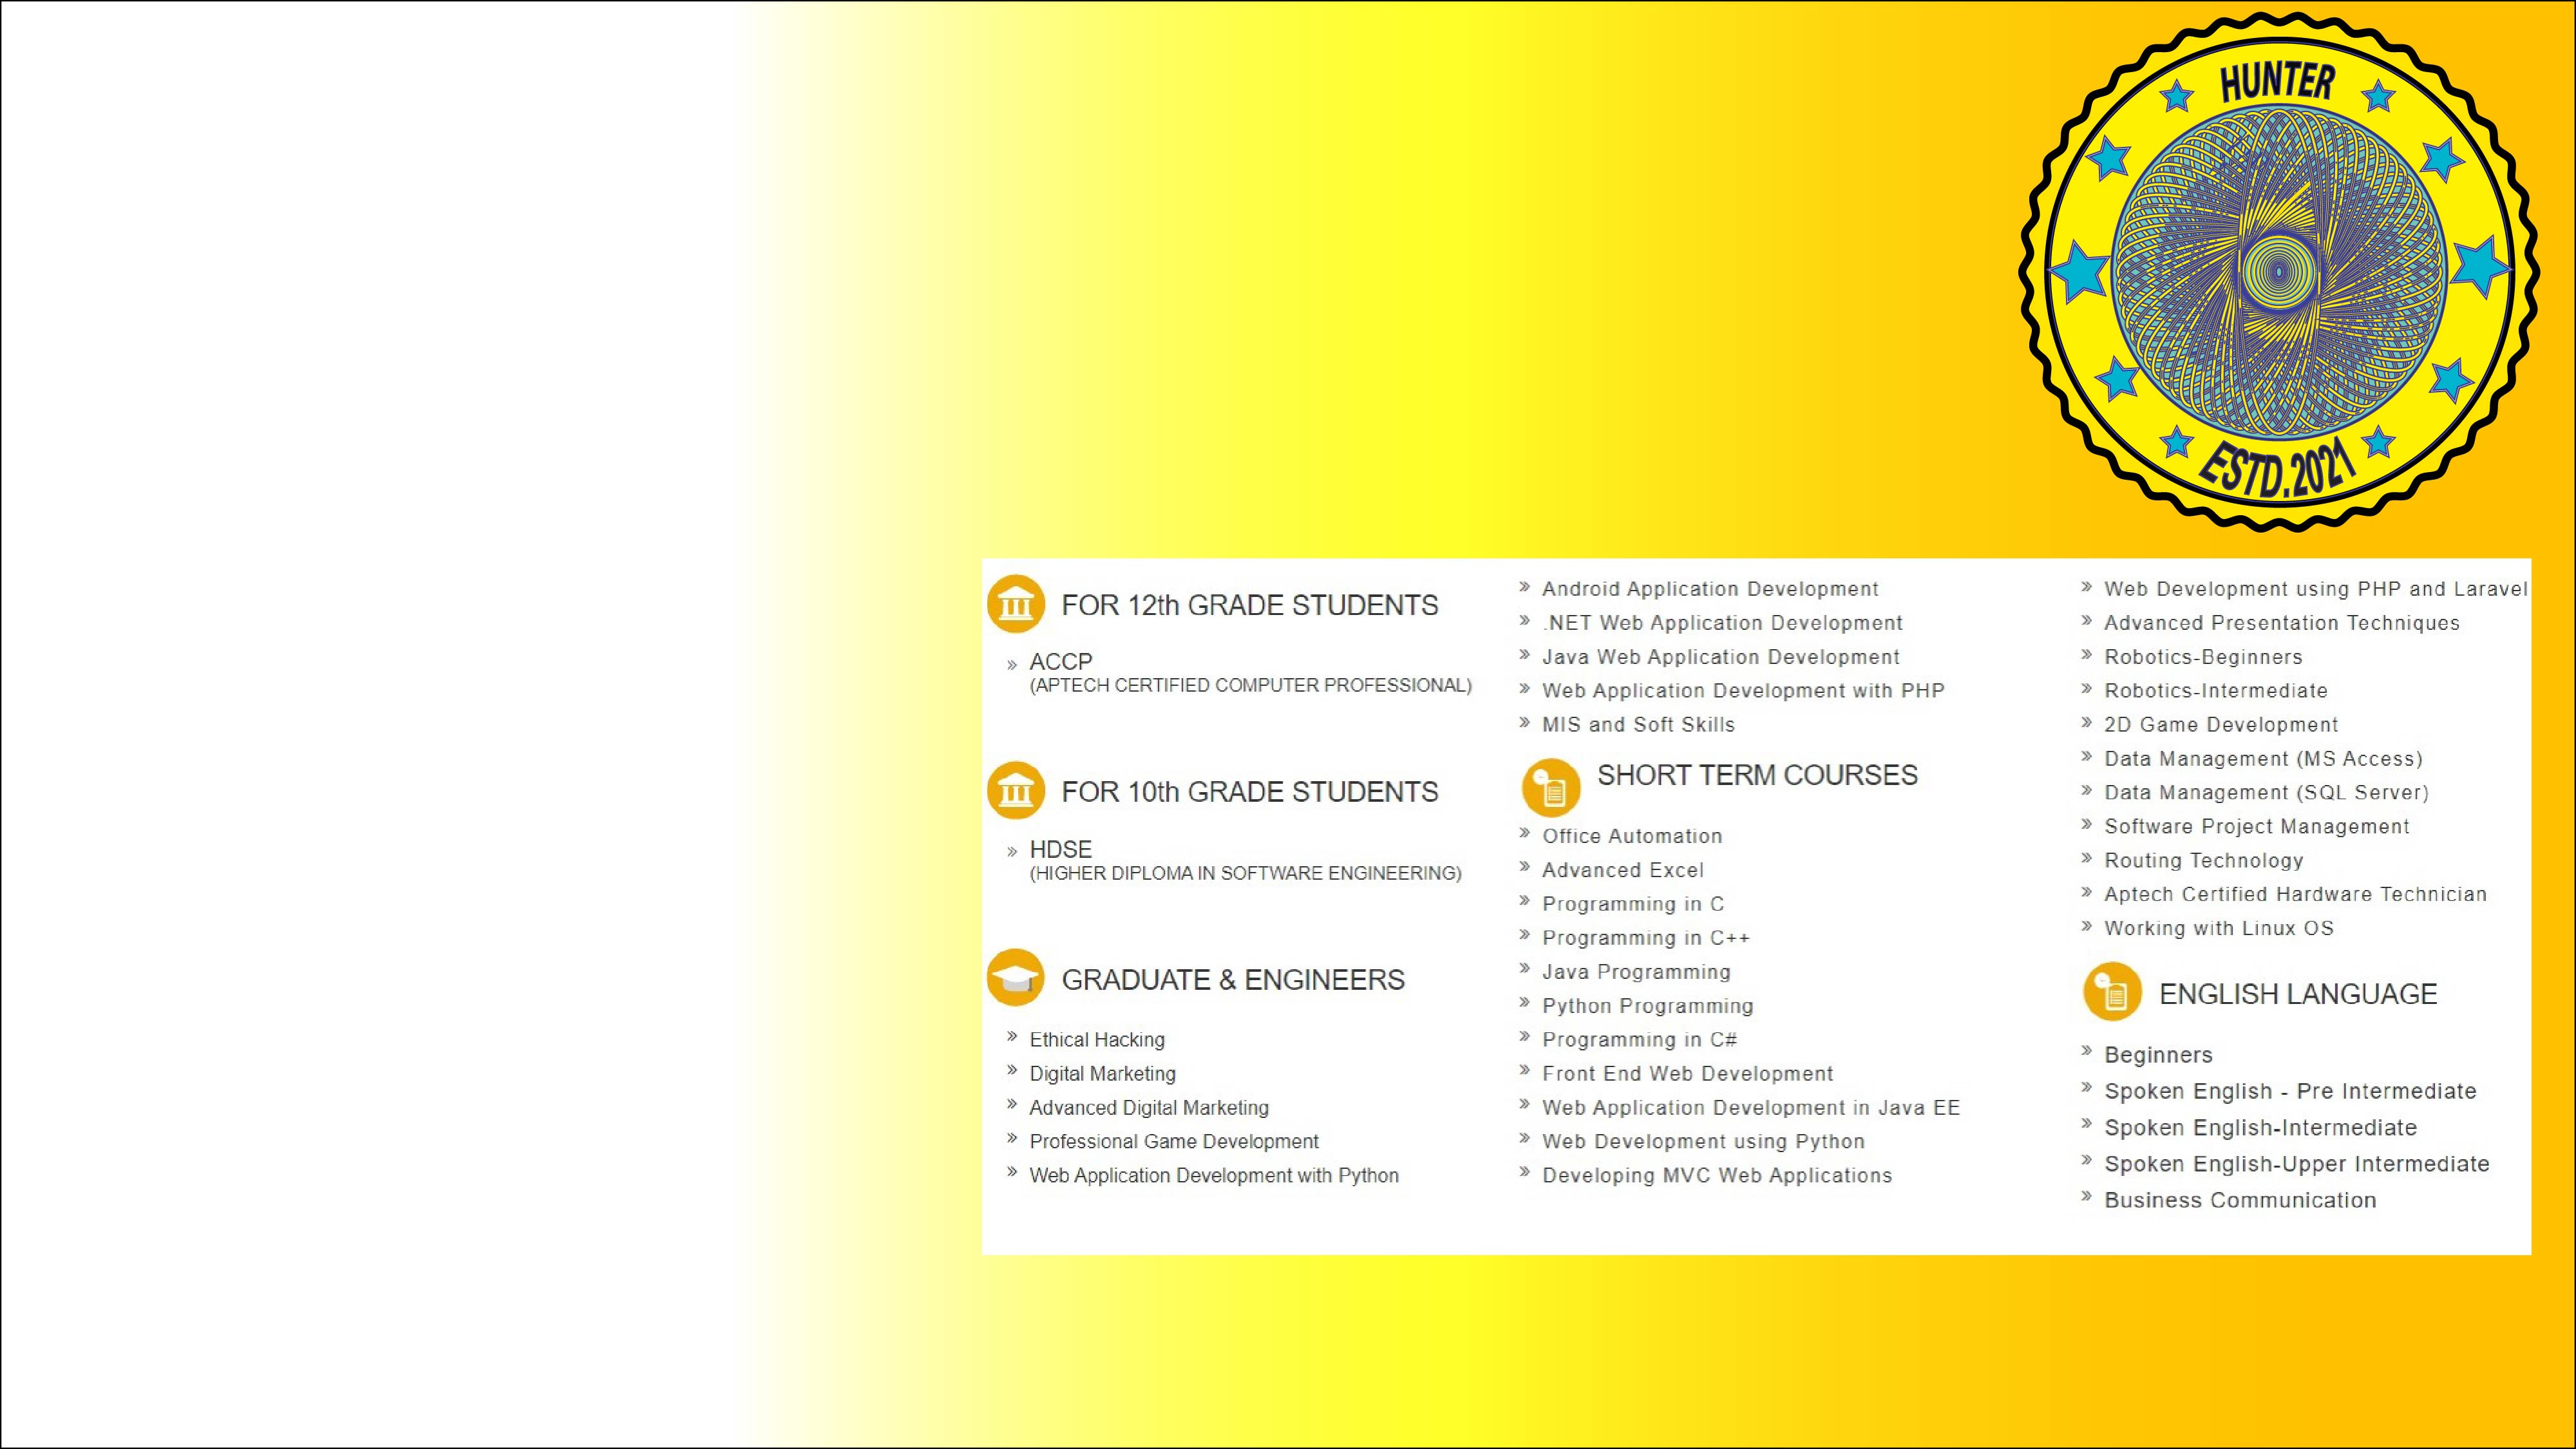 HUNTER
ESTD.2021
FOR 12th GRADE STUDENTS
» ACCP
(APTECH CERTIFIED COMPUTER PROFESSIONAL)
FOR 10th GRADE STUDENTS
» HDSE
(HIGHER DIPLOMA IN SOFTWARE ENGINEERING)
GRADUATE & ENGINEERS
» Ethical Hacking
» Digital Marketing
» Advanced Digital Marketing
» Professional Game Development
» Web Application Development with Python
» Android Application Development
» .NET Web Application Development
» Java Web Application Development
» Web Application Development with PHP
» MIS and Soft Skills
SHORT TERM COURSES
» Office Automation
» Advanced Excel
» Programming in C
» Programming in C++
» Java Programming
» Python Programming
» Programming in C#
» Front End Web Development
» Web Application Development in Java EE
» Web Development using Python
» Developing MVC Web Applications
» Web Development using PHP and Laravel
» Advanced Presentation Techniques
» Robotics-Beginners
» Robotics-Intermediate
» 2D Game Development
» Data Management (MS Access)
» Data Management (SQL Server)
» Software Project Management
» Routing Technology
» Aptech Certified Hardware Technician
» Working with Linux OS
ENGLISH LANGUAGE
» Beginners
» Spoken English - Pre Intermediate
» Spoken English-Intermediate
» Spoken English-Upper Intermediate
» Business Communication